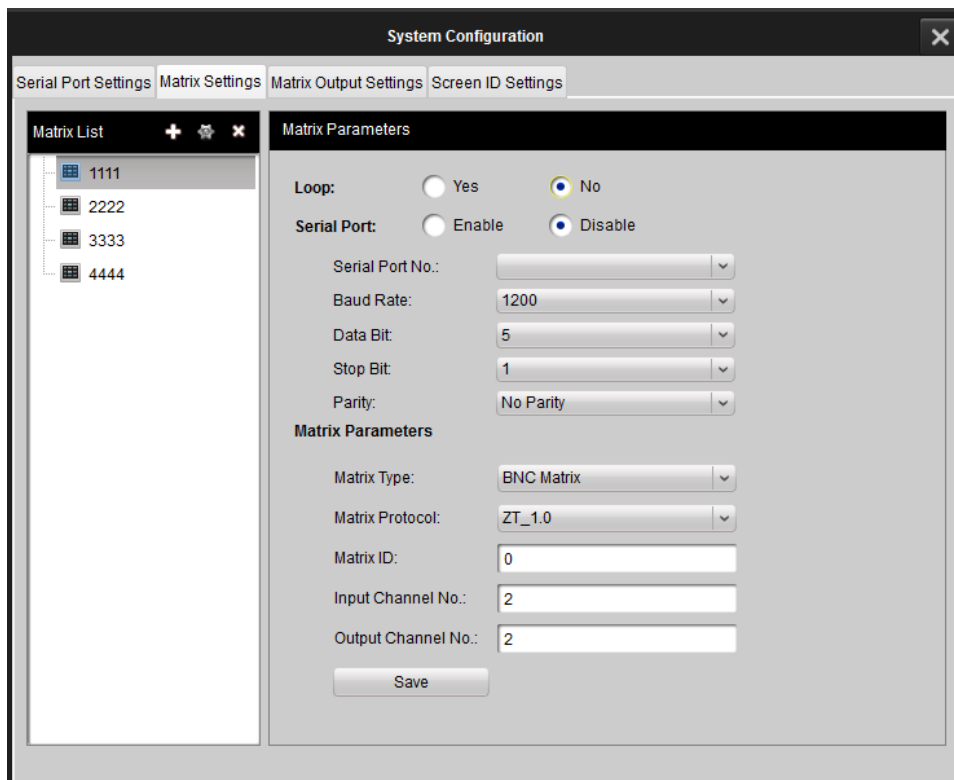 System Configuration
Serial Port Settings Matrix Settings Matrix Output Settings Screen ID Settings
Matrix List
1111
2222
3333
4444
Matrix Parameters
Loop: Yes No
Serial Port: Enable Disable
Serial Port No.:
Baud Rate: 1200
Data Bit: 5
Stop Bit: 1
Parity: No Parity
Matrix Parameters
Matrix Type: BNC Matrix
Matrix Protocol: ZT_1.0
Matrix ID: 0
Input Channel No.: 2
Output Channel No.: 2
Save